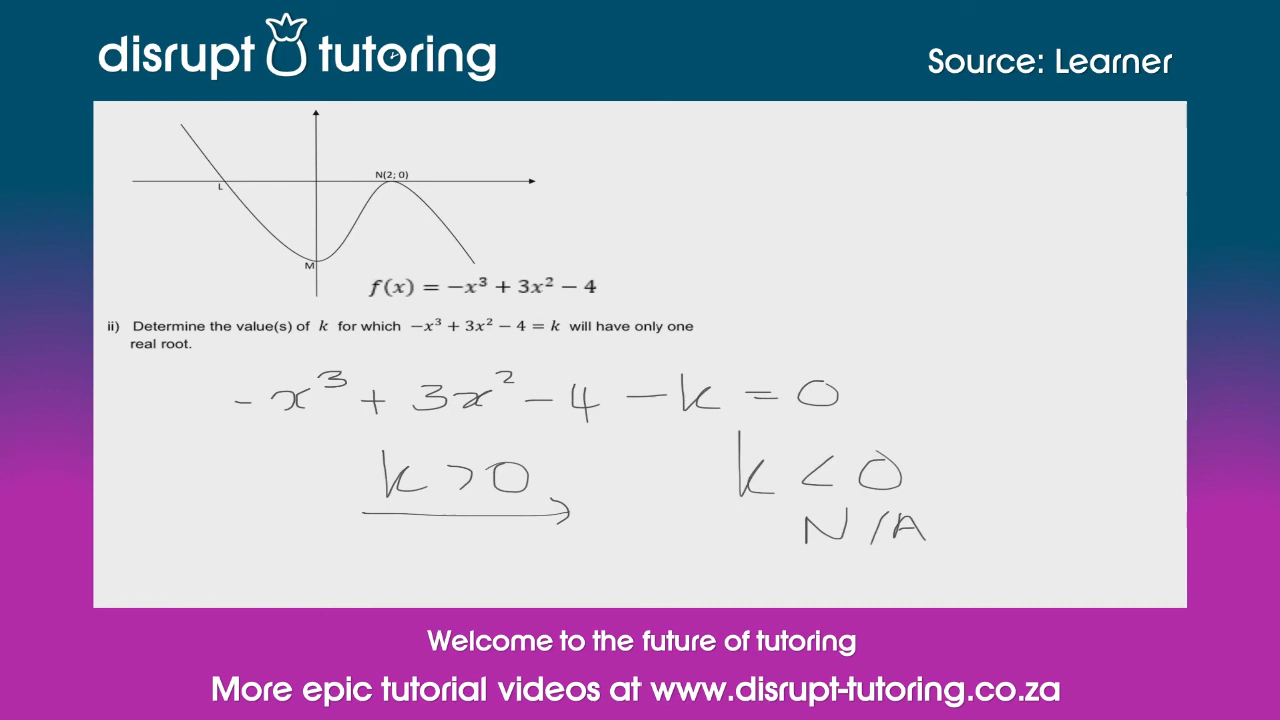 disrupt tutoring
Source: Learner
N(2; 0)
L
M
f(x) = −x³ + 3x² − 4
ii) Determine the value(s) of k for which −x³ + 3x² − 4 = k will have only one
real root.
- x³ + 3x² - 4 - k = 0
k > 0 k < 0
N/A
Welcome to the future of tutoring
More epic tutorial videos at www.disrupt-tutoring.co.za